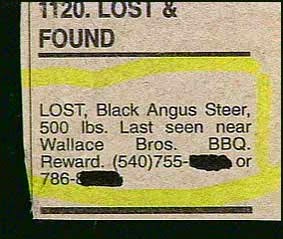 1120. LOST &
FOUND
LOST, Black Angus Steer,
500 lbs. Last seen near
Wallace Bros. BBQ.
Reward. (540)755- or
786-